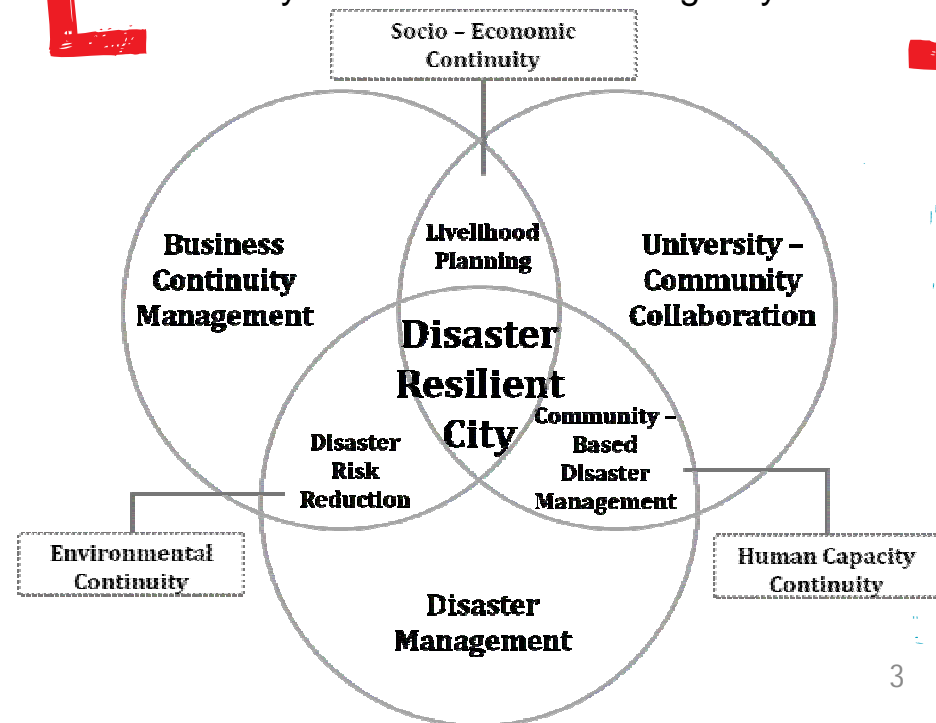 Socio – Economic
Continuity
Business
Continuity
Management
Livelihood
Planning
University –
Community
Collaboration
Disaster
Resilient
City
Disaster
Risk
Reduction
Community –
Based
Disaster
Management
Environmental
Continuity
Human Capacity
Continuity
Disaster
Management
3